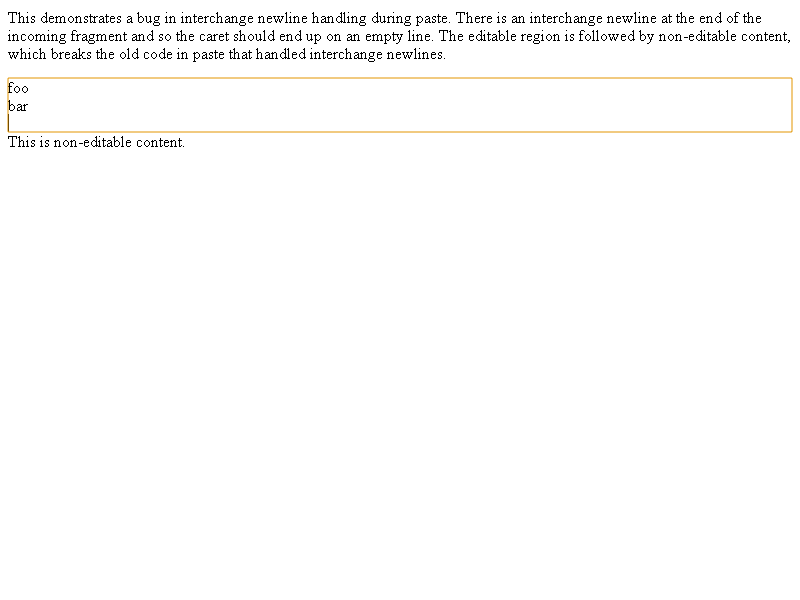 This demonstrates a bug in interchange newline handling during paste. There is an interchange newline at the end of the
incoming fragment and so the caret should end up on an empty line. The editable region is followed by non-editable content,
which breaks the old code in paste that handled interchange newlines.
foo
bar
This is non-editable content.